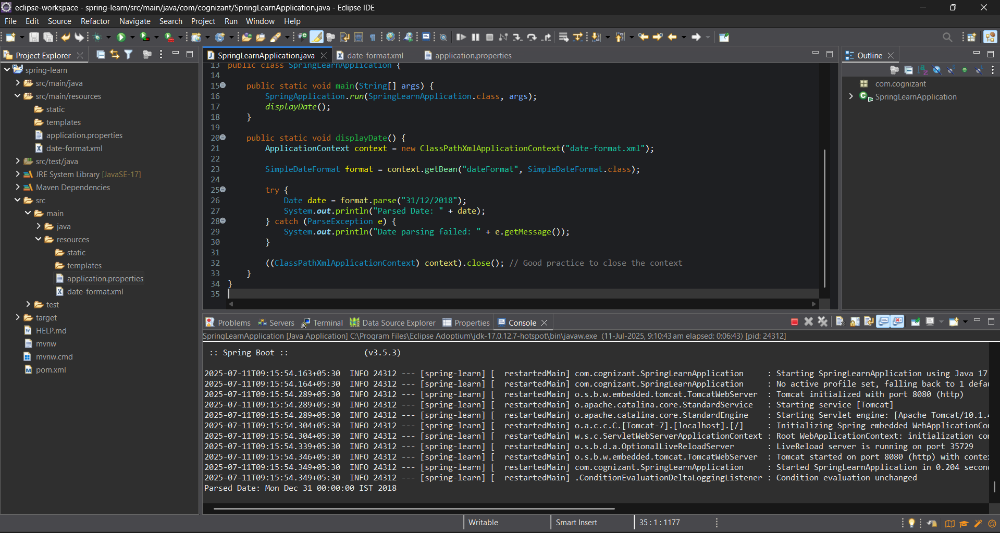 eclipse-workspace - spring-learn/src/main/java/com/cognizant/SpringLearnApplication.java - Eclipse IDE
File Edit Source Refactor Navigate Search Project Run Window Help
Project Explorer
spring-learn
src/main/java
src/main/resources
static
templates
application.properties
date-format.xml
src/test/java
JRE System Library [JavaSE-17]
Maven Dependencies
src
main
java
resources
static
templates
application.properties
date-format.xml
test
target
HELP.md
mvnw
mvnw.cmd
pom.xml
SpringLearnApplication.java date-format.xml application.properties
13 public class SpringLearnApplication {
14
15 public static void main(String[] args) {
16 SpringApplication.run(SpringLearnApplication.class, args);
17 displayDate();
18 }
19
20 public static void displayDate() {
21 ApplicationContext context = new ClassPathXmlApplicationContext("date-format.xml");
22
23 SimpleDateFormat format = context.getBean("dateFormat", SimpleDateFormat.class);
24
25 try {
26 Date date = format.parse("31/12/2018");
27 System.out.println("Parsed Date: " + date);
28 } catch (ParseException e) {
29 System.out.println("Date parsing failed: " + e.getMessage());
30 }
31
32 ((ClassPathXmlApplicationContext) context).close(); // Good practice to close the context
33 }
34 }
35
Outline
com.cognizant
SpringLearnApplication
Problems Servers Terminal Data Source Explorer Properties Console
SpringLearnApplication [Java Application] C:\Program Files\Eclipse Adoptium\jdk-17.0.12.7-hotspot\bin\javaw.exe (11-Jul-2025, 9:10:43 am elapsed: 0:06:43) [pid: 24312]
:: Spring Boot :: (v3.5.3)
2025-07-11T09:15:54.163+05:30 INFO 24312 --- [spring-learn] [ restartedMain] com.cognizant.SpringLearnApplication : Starting SpringLearnApplication using Java 17
2025-07-11T09:15:54.164+05:30 INFO 24312 --- [spring-learn] [ restartedMain] com.cognizant.SpringLearnApplication : No active profile set, falling back to 1 defau
2025-07-11T09:15:54.289+05:30 INFO 24312 --- [spring-learn] [ restartedMain] o.s.b.w.embedded.tomcat.TomcatWebServer : Tomcat initialized with port 8080 (http)
2025-07-11T09:15:54.289+05:30 INFO 24312 --- [spring-learn] [ restartedMain] o.apache.catalina.core.StandardService : Starting service [Tomcat]
2025-07-11T09:15:54.289+05:30 INFO 24312 --- [spring-learn] [ restartedMain] o.apache.catalina.core.StandardEngine : Starting Servlet engine: [Apache Tomcat/10.1.4
2025-07-11T09:15:54.304+05:30 INFO 24312 --- [spring-learn] [ restartedMain] o.a.c.c.C.[Tomcat-7].[localhost].[/] : Initializing Spring embedded WebApplicationCon
2025-07-11T09:15:54.304+05:30 INFO 24312 --- [spring-learn] [ restartedMain] w.s.c.ServletWebServerApplicationContext : Root WebApplicationContext: initialization com
2025-07-11T09:15:54.339+05:30 INFO 24312 --- [spring-learn] [ restartedMain] o.s.b.d.a.OptionalLiveReloadServer : LiveReload server is running on port 35729
2025-07-11T09:15:54.346+05:30 INFO 24312 --- [spring-learn] [ restartedMain] o.s.b.w.embedded.tomcat.TomcatWebServer : Tomcat started on port 8080 (http) with contex
2025-07-11T09:15:54.349+05:30 INFO 24312 --- [spring-learn] [ restartedMain] com.cognizant.SpringLearnApplication : Started SpringLearnApplication in 0.204 secon
2025-07-11T09:15:54.349+05:30 INFO 24312 --- [spring-learn] [ restartedMain] .ConditionEvaluationDeltaLoggingListener : Condition evaluation unchanged
Parsed Date: Mon Dec 31 00:00:00 IST 2018
Writable Smart Insert 35 : 1 : 1177